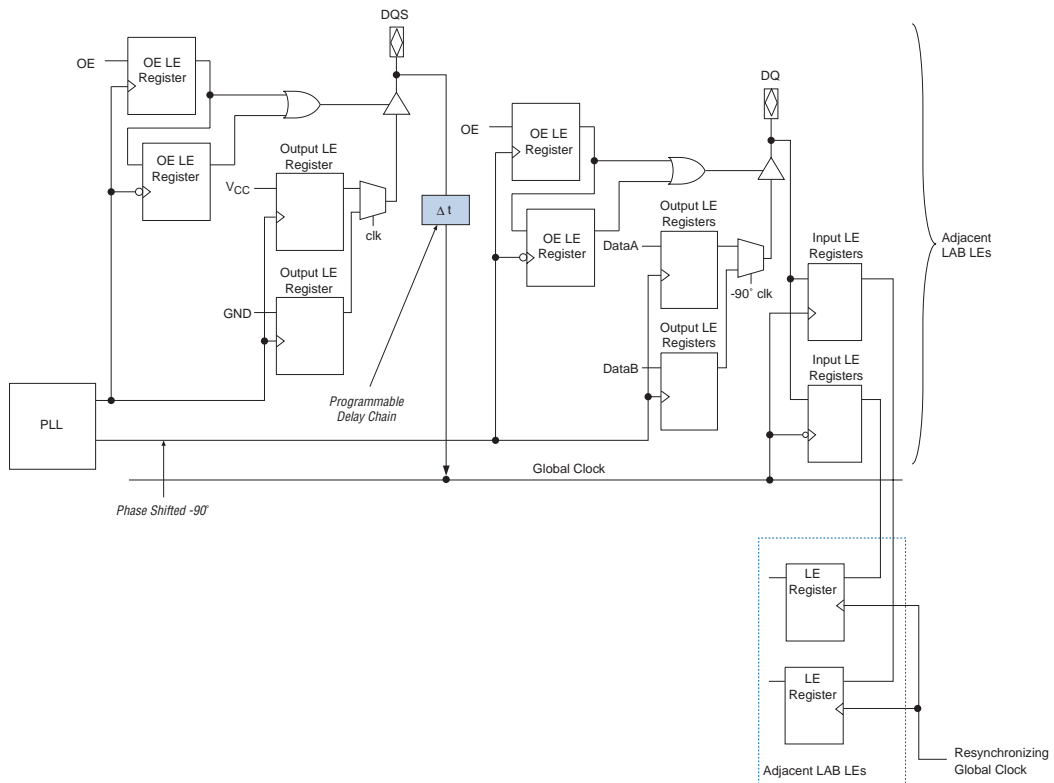 DQS
OE
OE LE
Register
OE LE
Register
Output LE
Register
VCC
clk
Output LE
Register
GND
Δ t
Programmable
Delay Chain
PLL
Phase Shifted -90°
Global Clock
DQ
OE
OE LE
Register
OE LE
Register
Output LE
Registers
DataA
-90° clk
Output LE
Registers
DataB
Input LE
Registers
Input LE
Registers
Adjacent
LAB LEs
LE
Register
LE
Register
Adjacent LAB LEs
Resynchronizing
Global Clock